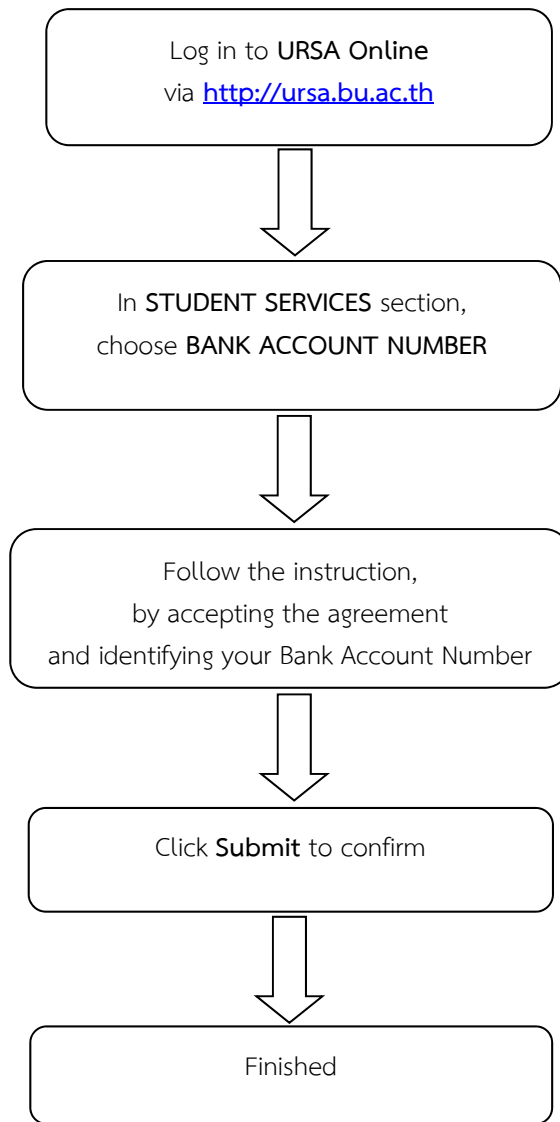 Log in to URSA Online
via http://ursa.bu.ac.th
In STUDENT SERVICES section,
choose BANK ACCOUNT NUMBER
Follow the instruction,
by accepting the agreement
and identifying your Bank Account Number
Click Submit to confirm
Finished